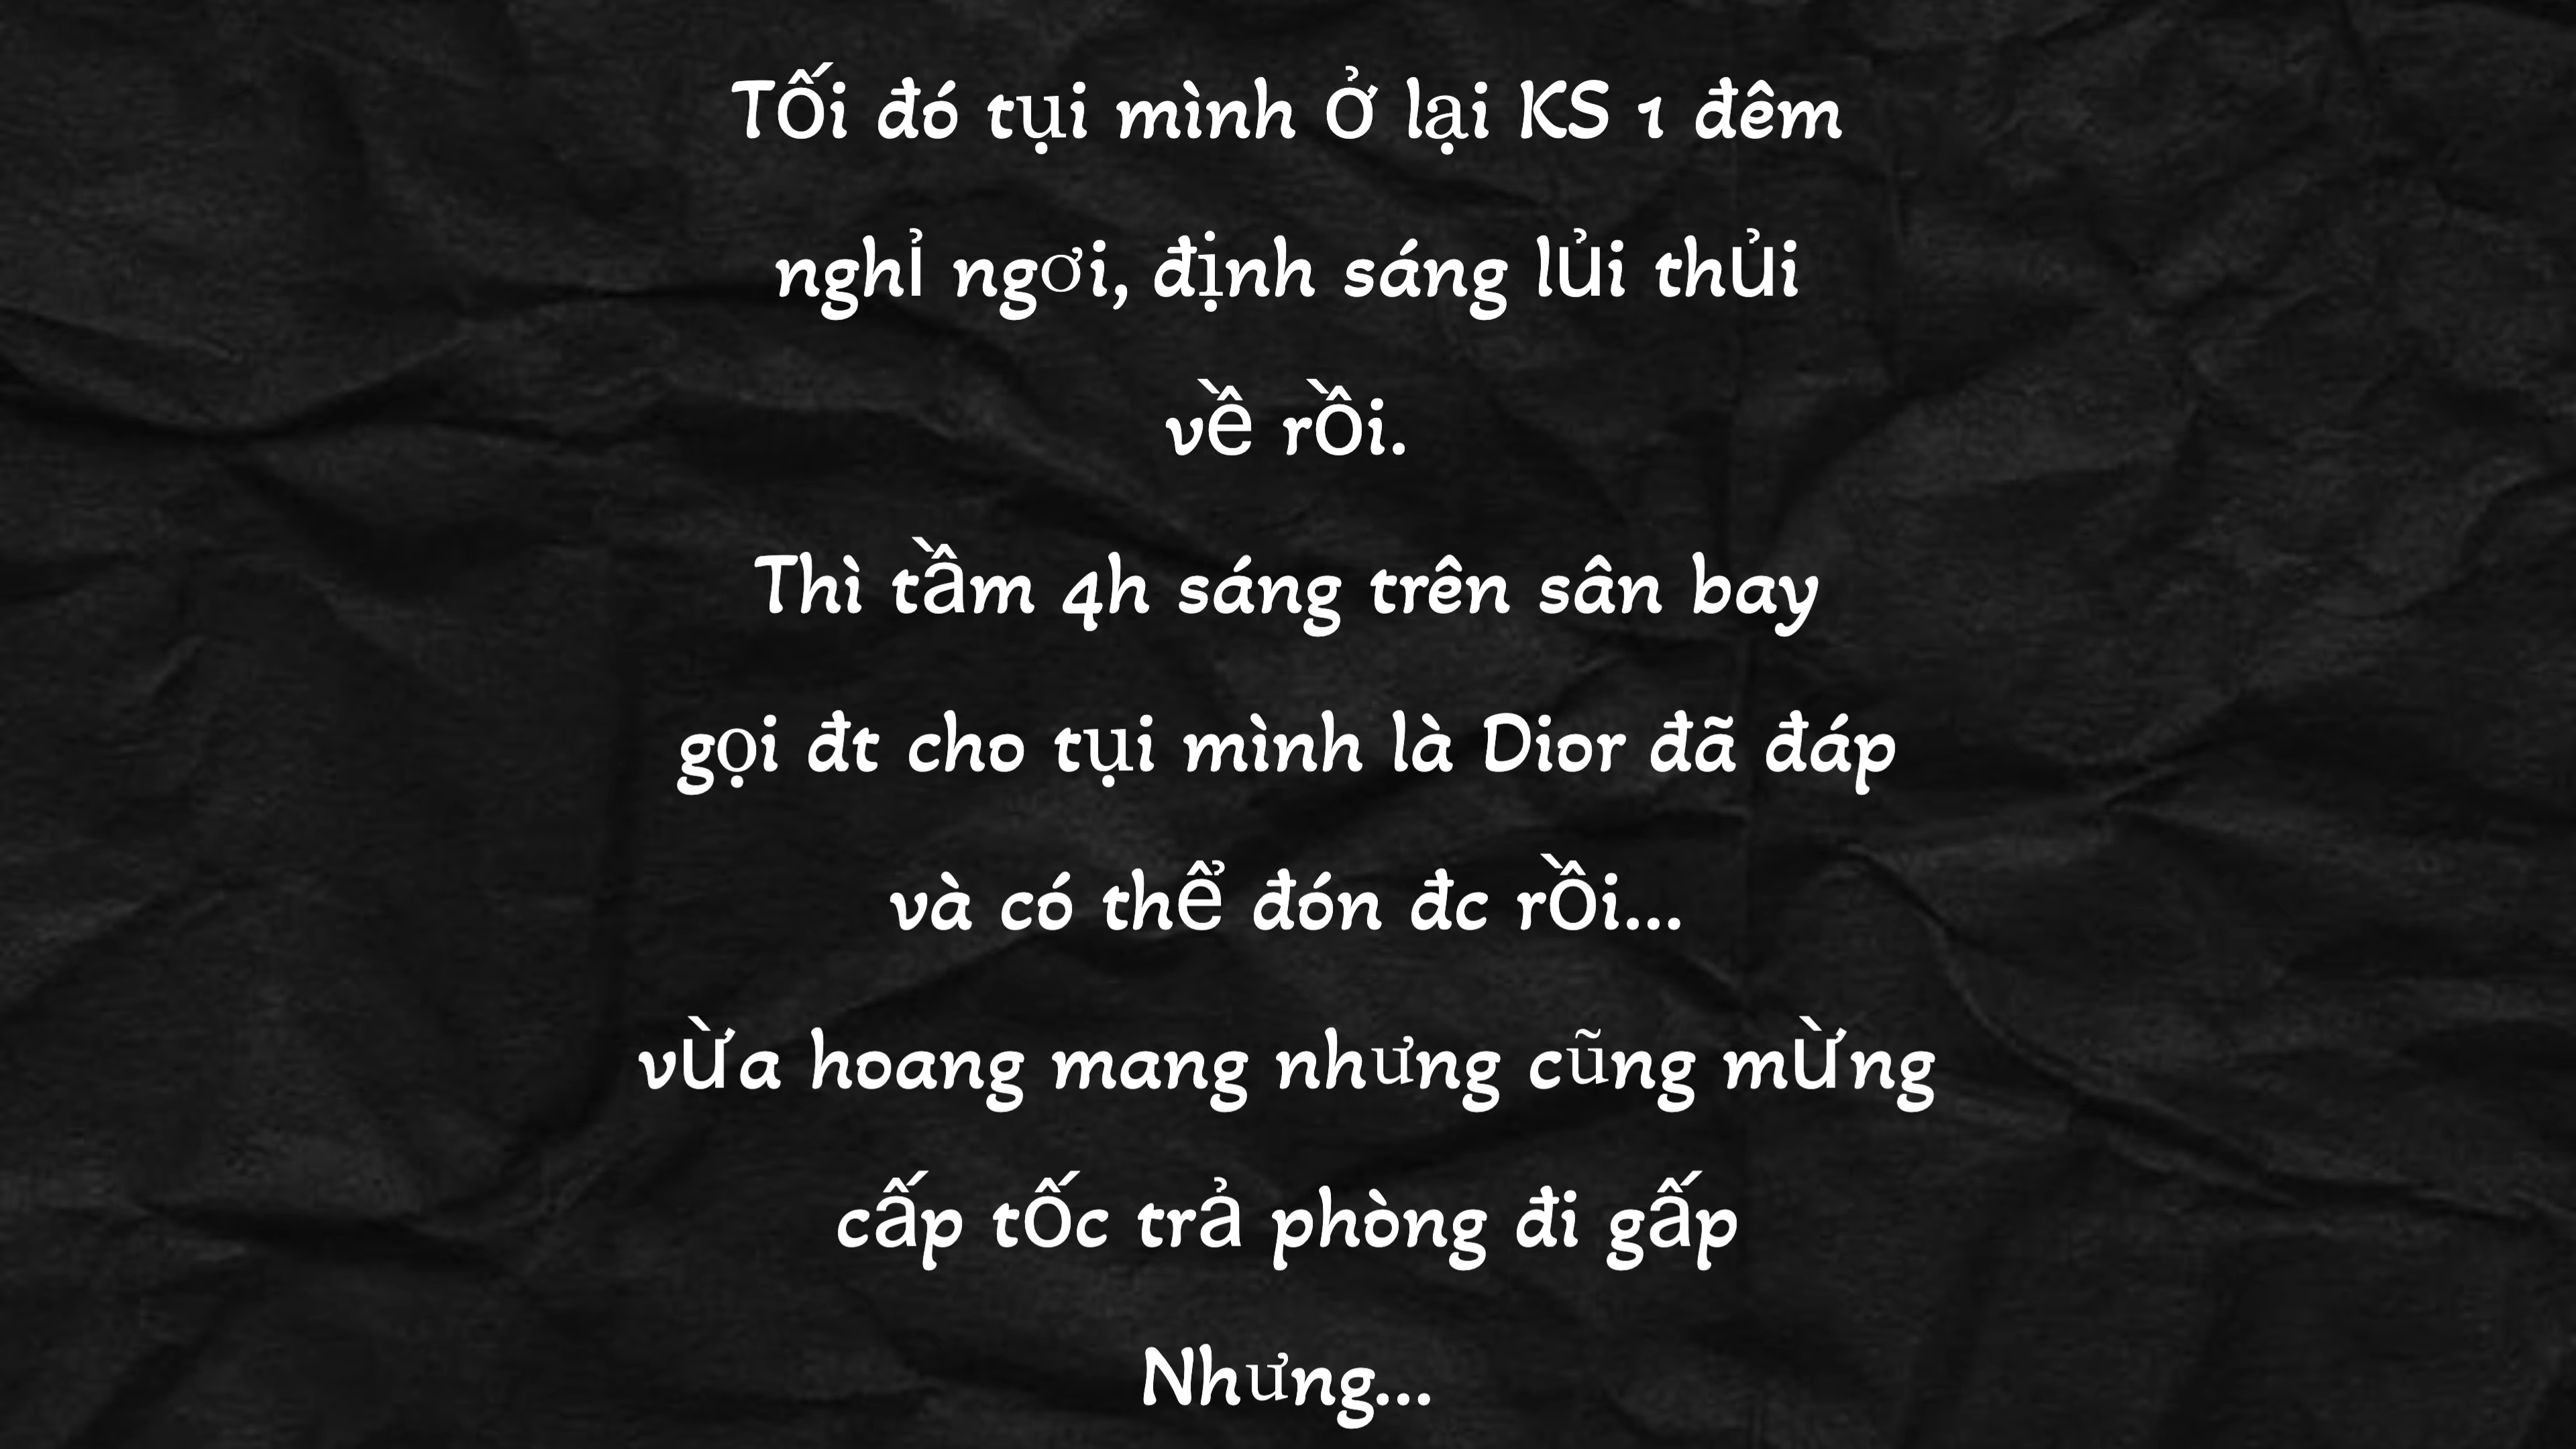 Tối đó tụi mình ở lại KS 1 đêm
nghỉ ngơi, định sáng lủi thủi
về rồi.
Thì tầm 4h sáng trên sân bay
gọi đt cho tụi mình là Dior đã đáp
và có thể đón đc rồi...
vừa hoang mang nhưng cũng mừng
cấp tốc trả phòng đi gấp
Nhưng...